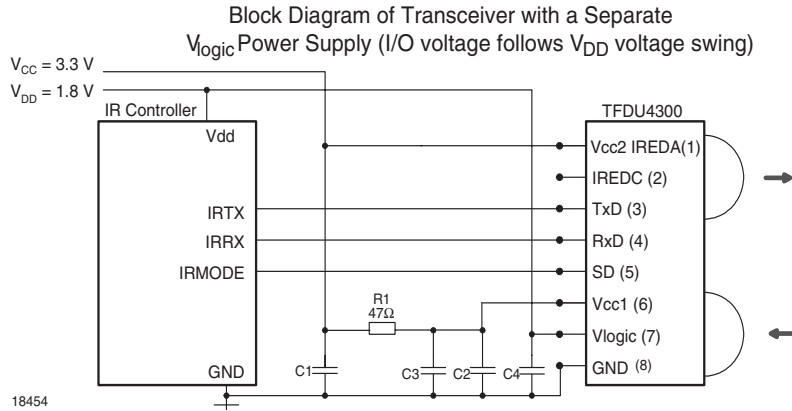 Block Diagram of Transceiver with a Separate
Vlogic Power Supply (I/O voltage follows VDD voltage swing)
VCC = 3.3 V
VDD = 1.8 V
IR Controller
TFDU4300
Vdd
Vcc2 IREDA(1)
IREDC (2)
IRTX
TxD (3)
IRRX
RxD (4)
IRMODE
SD (5)
R1
47Ω
Vcc1 (6)
Vlogic (7)
GND
C1
C3
C2
C4
GND (8)
18454